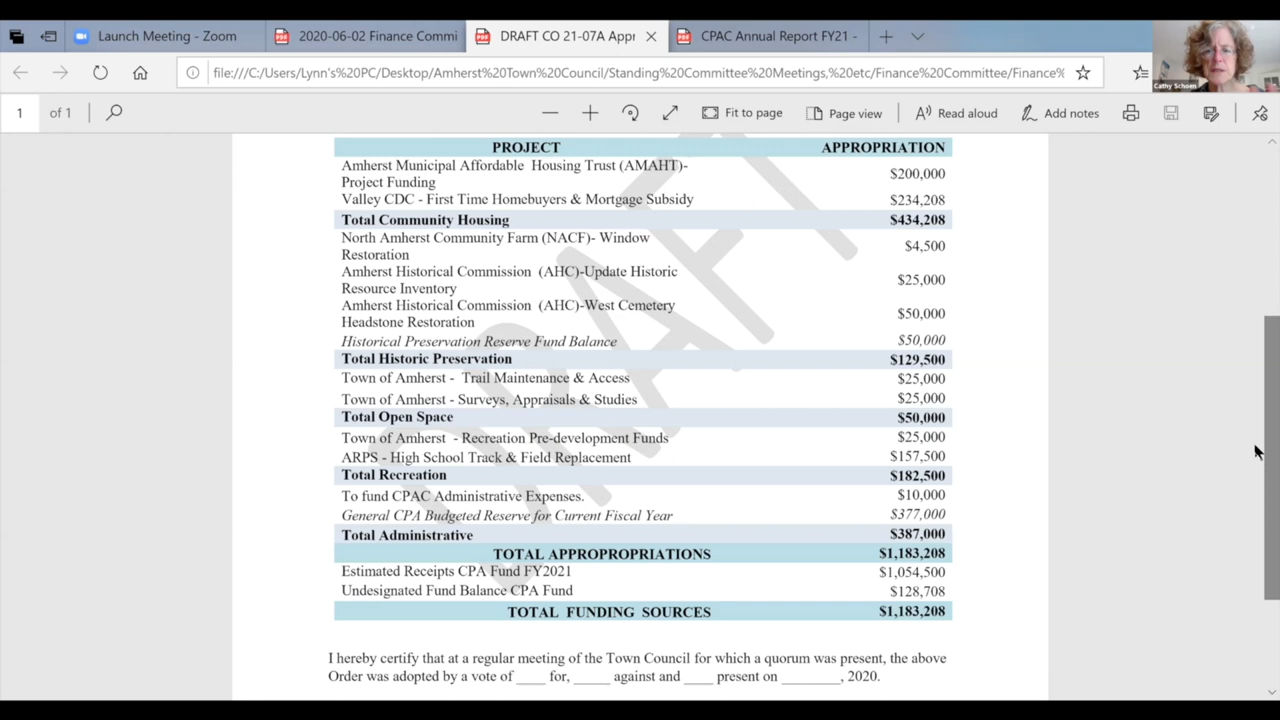 Launch Meeting - Zoom
2020-06-02 Finance Commi
DRAFT CO 21-07A Appr
CPAC Annual Report FY21 -
Cathy Schoen
file:///C:/Users/Lynn's%20PC/Desktop/Amherst%20Town%20Council/Standing%20Committee%20Meetings,%20etc/Finance%20Committee/Finance%
1 of 1
Fit to page
Page view
Read aloud
Add notes
PROJECT APPROPRIATION
Amherst Municipal Affordable Housing Trust (AMAHT)-
Project Funding $200,000
Valley CDC - First Time Homebuyers & Mortgage Subsidy $234,208
Total Community Housing $434,208
North Amherst Community Farm (NACF)- Window
Restoration $4,500
Amherst Historical Commission (AHC)-Update Historic
Resource Inventory $25,000
Amherst Historical Commission (AHC)-West Cemetery
Headstone Restoration $50,000
Historical Preservation Reserve Fund Balance $50,000
Total Historic Preservation $129,500
Town of Amherst - Trail Maintenance & Access $25,000
Town of Amherst - Surveys, Appraisals & Studies $25,000
Total Open Space $50,000
Town of Amherst - Recreation Pre-development Funds $25,000
ARPS - High School Track & Field Replacement $157,500
Total Recreation $182,500
To fund CPAC Administrative Expenses. $10,000
General CPA Budgeted Reserve for Current Fiscal Year $377,000
Total Administrative $387,000
TOTAL APPROPROPRIATIONS $1,183,208
Estimated Receipts CPA Fund FY2021 $1,054,500
Undesignated Fund Balance CPA Fund $128,708
TOTAL FUNDING SOURCES $1,183,208
I hereby certify that at a regular meeting of the Town Council for which a quorum was present, the above
Order was adopted by a vote of ____ for, _____ against and ____ present on ________, 2020.
DRAFT